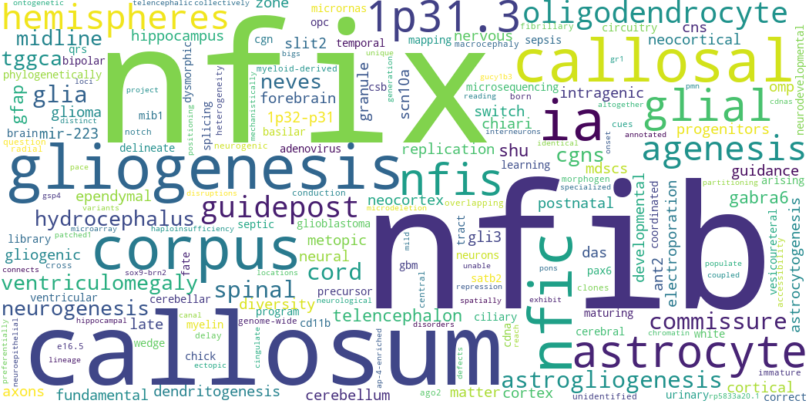 ontogenetic telencephalic collectively zone micrornas 1p31.3 oligodendrocyte
hemispheres
hippocampus opc nervous circuitry cns
midline qrs cgn slit2 temporal mapping fibrillary neocortical
tggca bipolar bigs macrocephaly sepsis
nfix callosal
phylogenetically loci myeloid-derived unique gr1 gucy1b3
glia gfap project neves csb microsequencing intragenic omp
dysmorphic heterogeneity granule scn10a reading born ia glial
glioma distinct mib1 forebrain switch generation cdnas neurodevelopmental
brain mir-223 notch splicing 1p32-p31 chiahi pmn progenitors
question radial delineate positioning neurogenic mechanistically basilar interneurons cues altogether annotated
adenovirus replication shu onset identical agenesis
gliogenesis pace disruptions learning cgns guidance
gsp4 ependymal conduction nfis mdscs morphogen specialized partitioning arising
variants microdeletion neocortex overlapping postnatal gabra6
hydrocephalus guidepost nfib
library microarray patched1 haploinsufficiency septic glioblastoma mild tract gli3 das developmental coordinated
gliogenic cross connects sox9-brn2 fate metopic gbm neurons unable pons ant2 electroporation vesicoureteral accessibility astrocytogenesis
corpus neural cord satb2 pax6 populate coupled
ventriculomegaly locations precursor central repression clones
ventricular spinal neurological spatially nfic exhibit
neurogenesis cerebellar diversity telencephalon commissure
preferentially neuroepithelial hippocampal canal program ciliary maturing
e16.5 late myelin genome-wide cd11b disorders cerebral chromatin white
lineage wedge delay chick cingulate cdna reach astrocyte
callosum ap-4-enriched defects immature
axons ectopic astrogliogenesis cortical
fundamental dendritogenesis cerebellum ago2 matter cortex unidentified urinary rp5833a20.1 correct